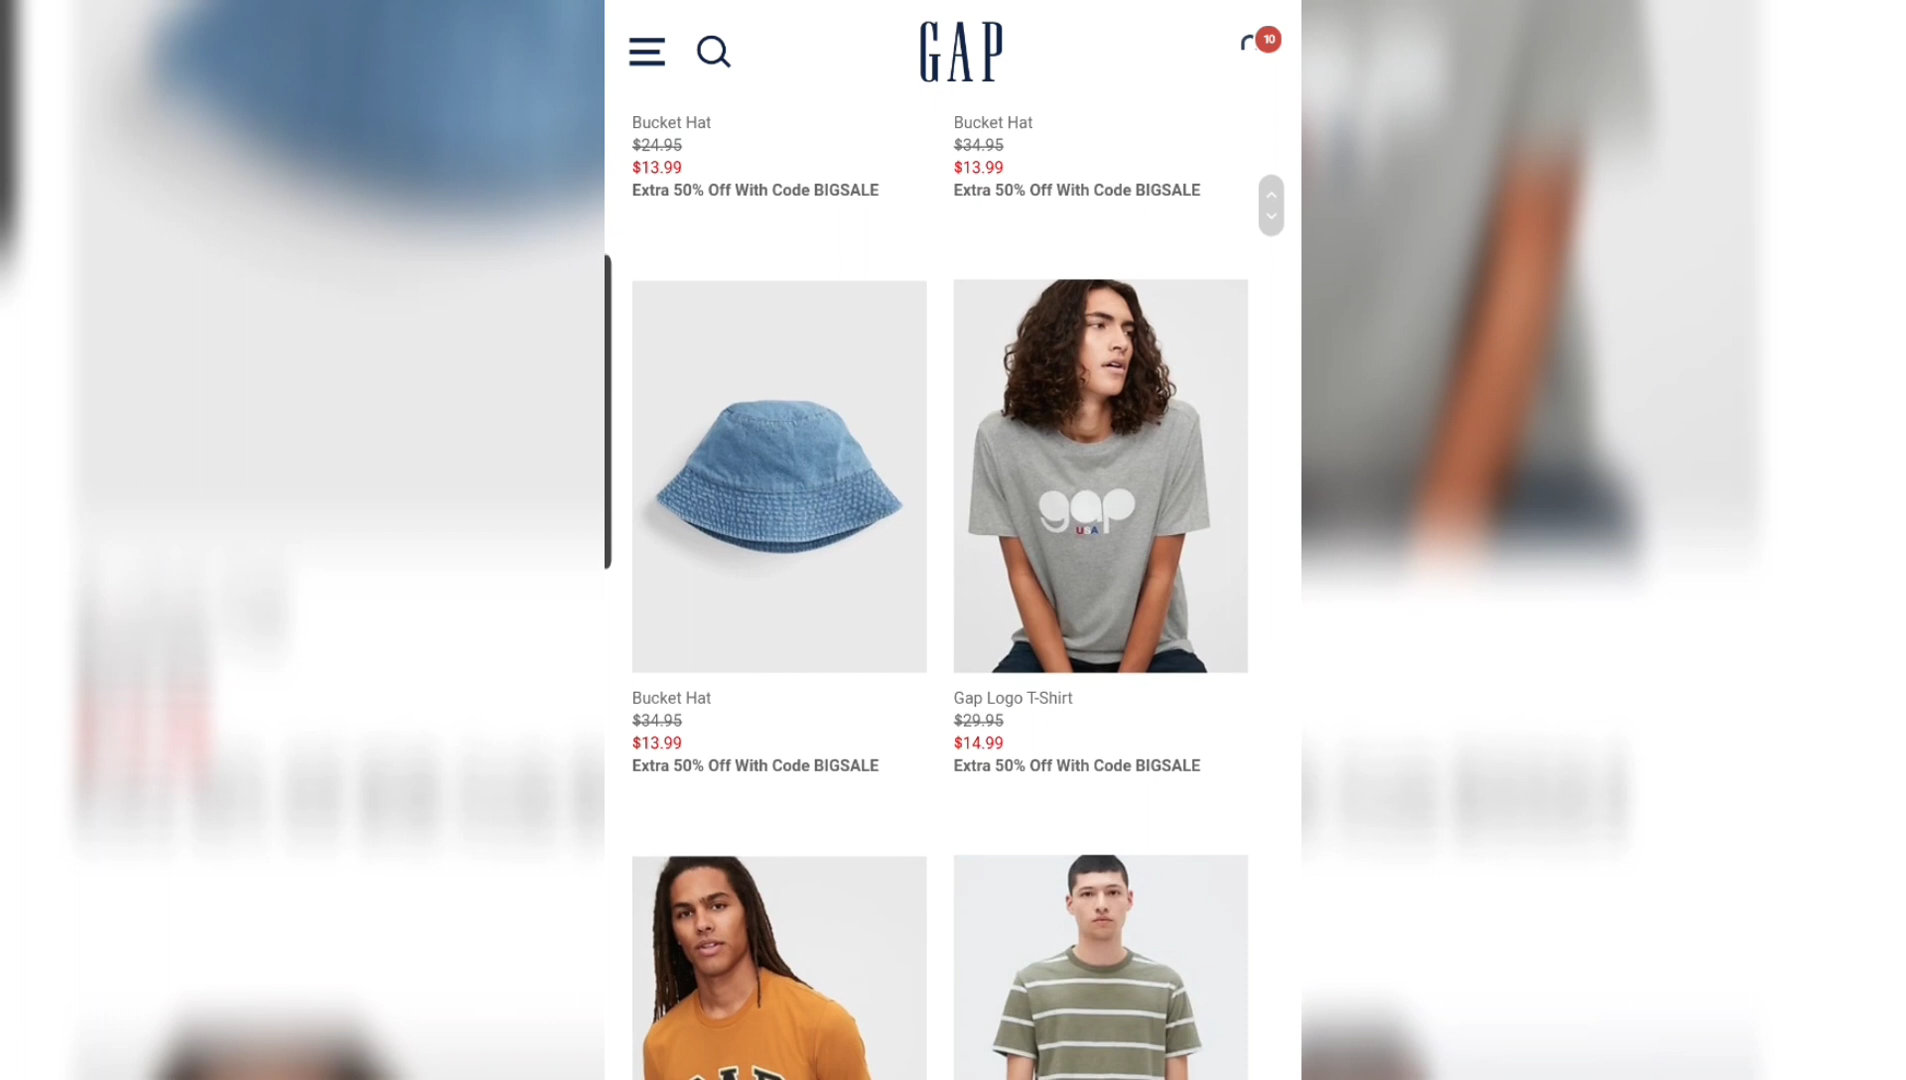 GAP
10
Bucket Hat
$24.95
$13.99
Extra 50% Off With Code BIGSALE
Bucket Hat
$34.95
$13.99
Extra 50% Off With Code BIGSALE
gap
USA
Bucket Hat
$34.95
$13.99
Extra 50% Off With Code BIGSALE
Gap Logo T-Shirt
$29.95
$14.99
Extra 50% Off With Code BIGSALE